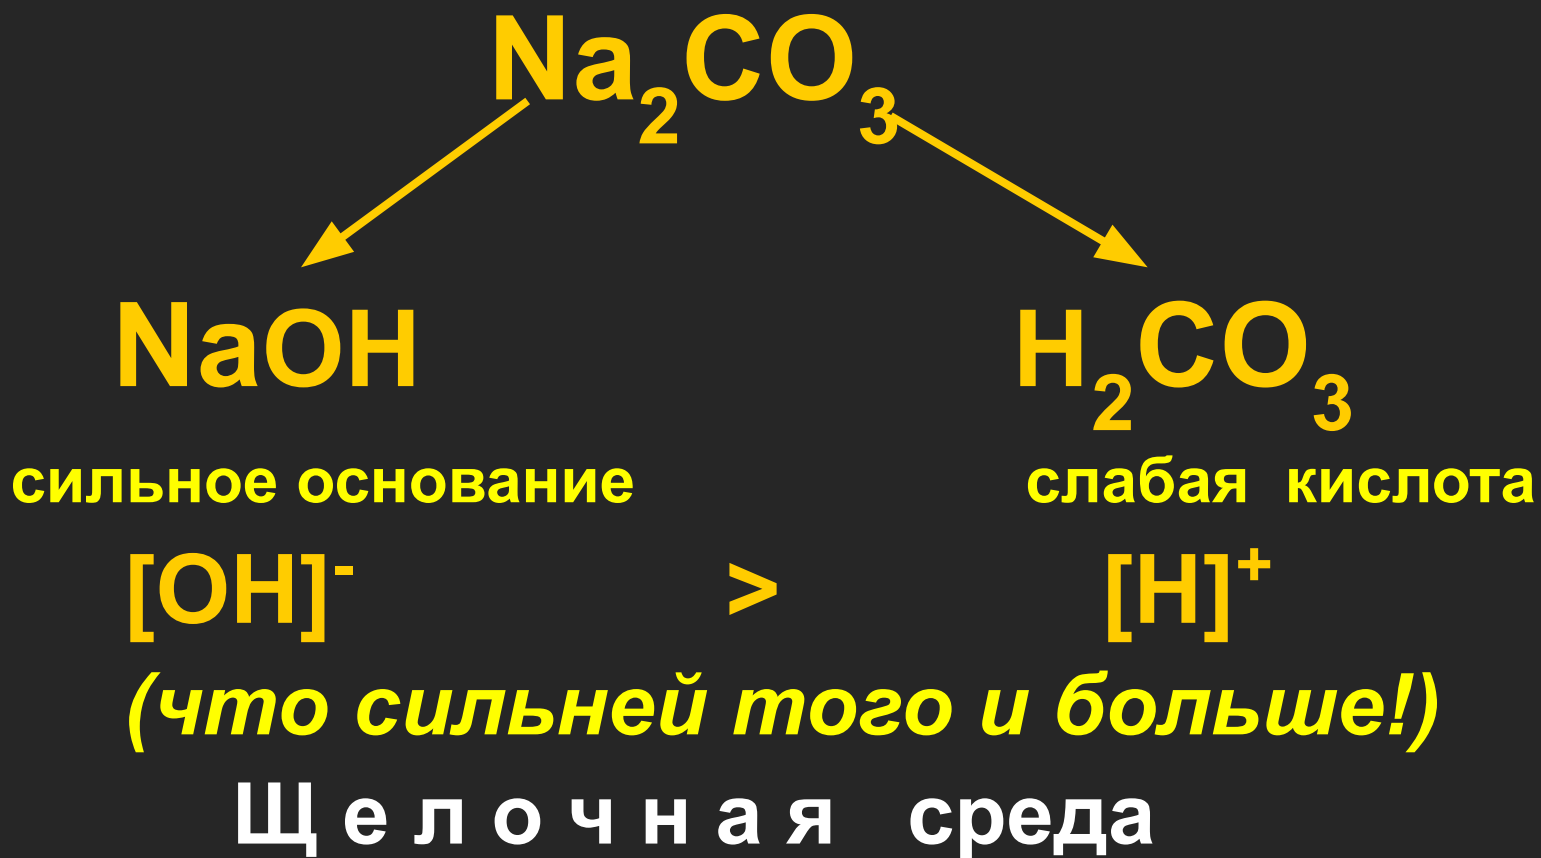 Na₂CO₃
NaOH H₂CO₃
сильное основание слабая кислота
[OH]⁻ > [H]⁺
(что сильней того и больше!)
Щ е л о ч н а я среда